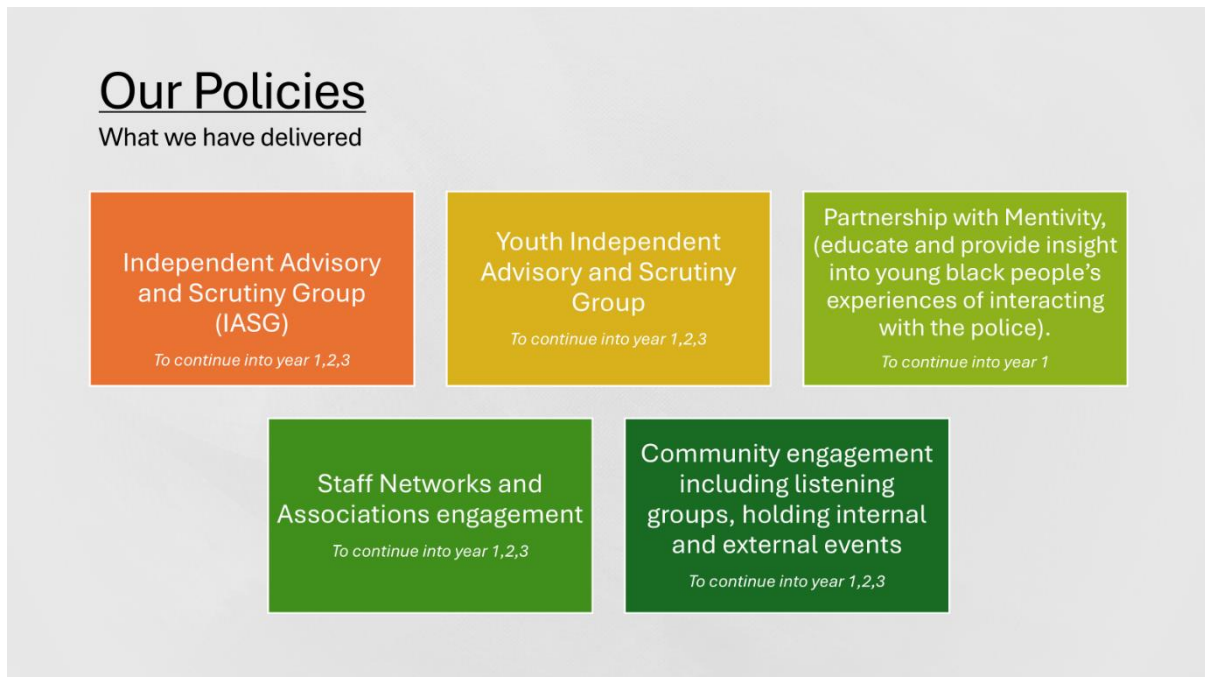 Our Policies
What we have delivered
Independent Advisory
and Scrutiny Group
(IASG)
To continue into year 1,2,3
Youth Independent
Advisory and Scrutiny
Group
To continue into year 1,2,3
Partnership with Mentivity,
(educate and provide insight
into young black people’s
experiences of interacting
with the police).
To continue into year 1
Staff Networks and
Associations engagement
To continue into year 1,2,3
Community engagement
including listening
groups, holding internal
and external events
To continue into year 1,2,3